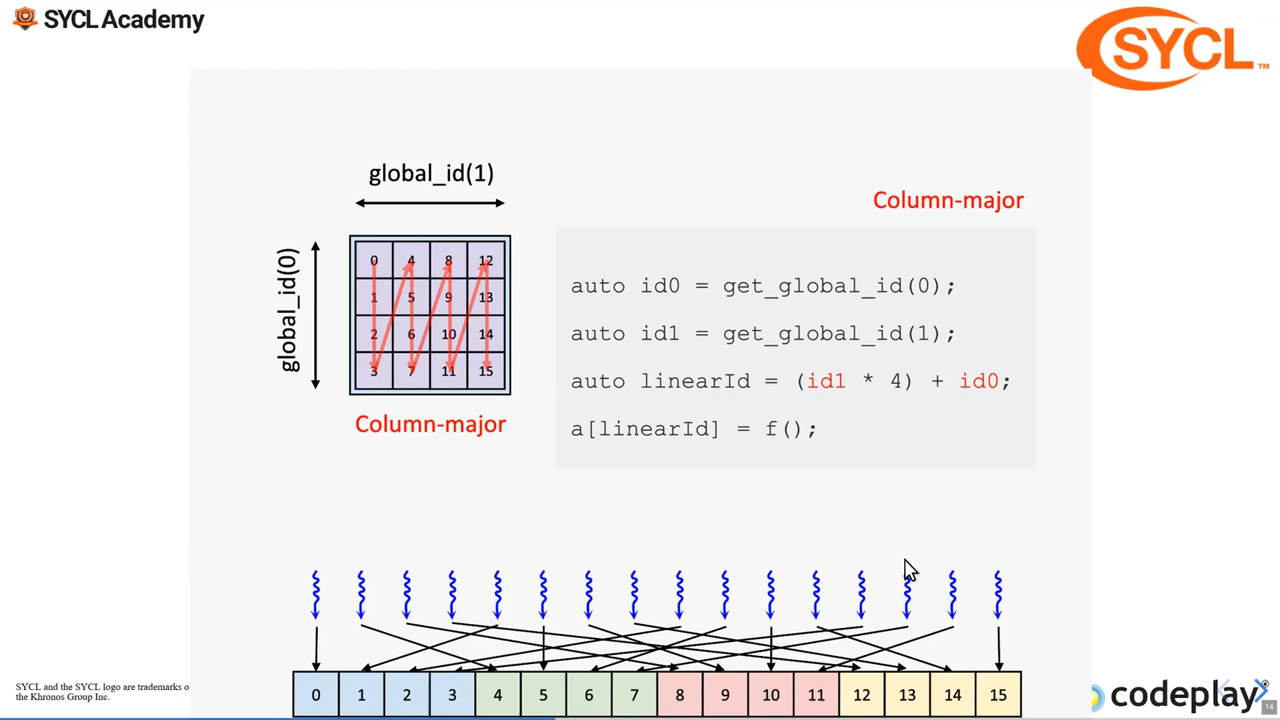 SYCL Academy
SYCL™
global_id(1)
global_id(0)
0 4 8 12
1 5 9 13
2 6 10 14
3 7 11 15
Column-major
Column-major
auto id0 = get_global_id(0);
auto id1 = get_global_id(1);
auto linearId = (id1 * 4) + id0;
a[linearId] = f();
0 1 2 3 4 5 6 7 8 9 10 11 12 13 14 15
SYCL and the SYCL logo are trademarks o
the Khronos Group Inc.
codeplay
14